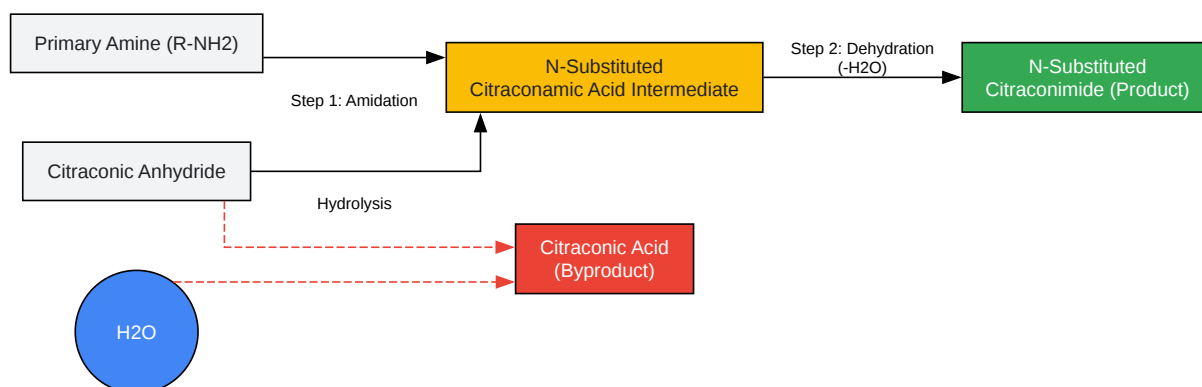 Primary Amine (R-NH2)
Step 1: Amidation
N-Substituted
Citraconamic Acid Intermediate
Step 2: Dehydration
(-H2O)
N-Substituted
Citraconimide (Product)
Citraconic Anhydride
Hydrolysis
Citraconic Acid
(Byproduct)
H2O